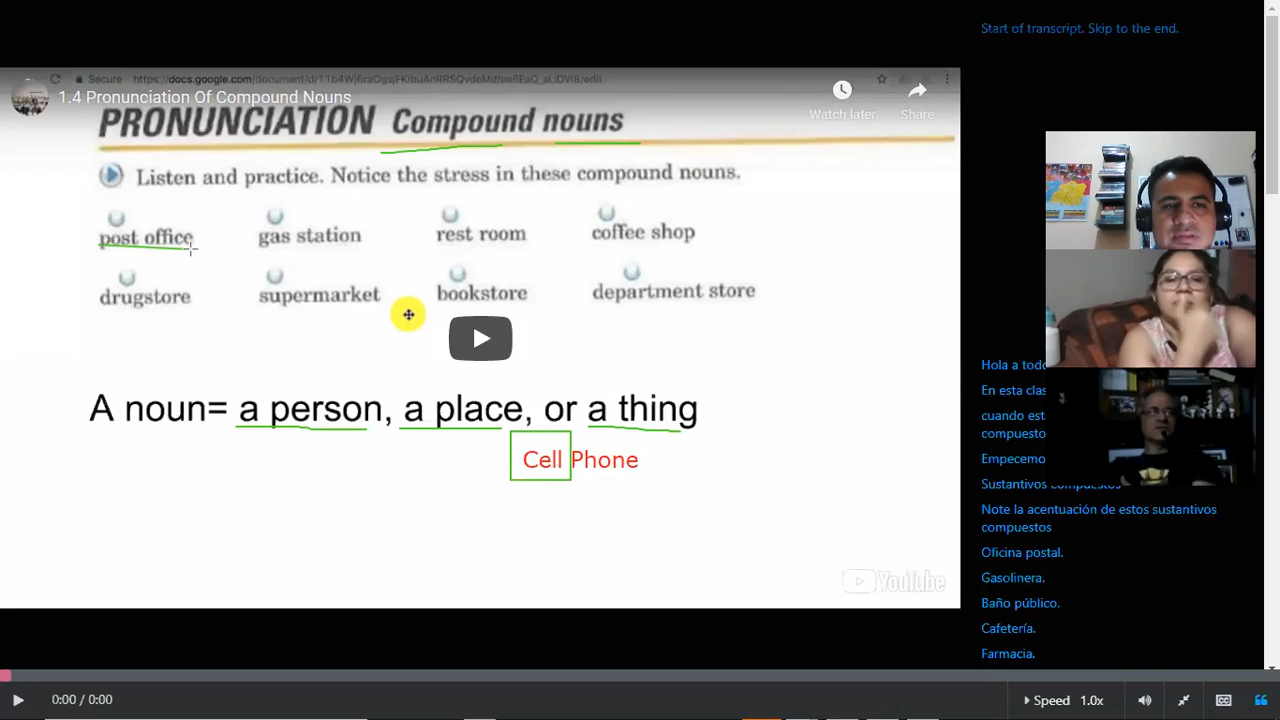 Start of transcript. Skip to the end.
Secure
1.4 Pronunciation Of Compound Nouns
Watch later
Share
PRONUNCIATION Compound nouns
Listen and practice. Notice the stress in these compound nouns.
post office gas station rest room coffee shop
drugstore supermarket bookstore department store
A noun= a person, a place, or a thing
Cell Phone
YouTube
Hola a
En esta
cuando
Empecemo
Sustantivos compuestos
Note la acentuación de estos sustantivos
compuestos
Oficina postal.
Gasolinera.
Baño público.
Cafetería.
Farmacia.
0:00 / 0:00
Speed 1.0x